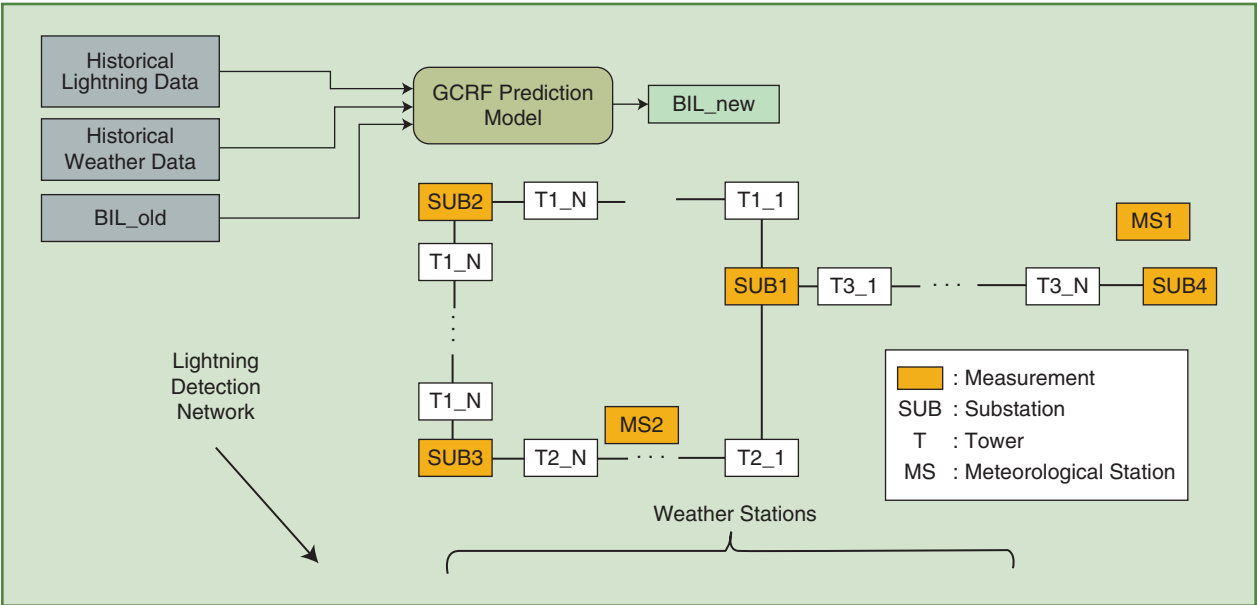 Historical
Lightning Data
GCRF Prediction
Model
BIL_new
Historical
Weather Data
BIL_old
SUB2
T1_N
T1_1
MS1
T1_N
SUB1
T3_1
. . .
T3_N
SUB4
Lightning
Detection
Network
T1_N
MS2
SUB3
T2_N
. . .
T2_1
: Measurement
SUB : Substation
T : Tower
MS : Meteorological Station
Weather Stations